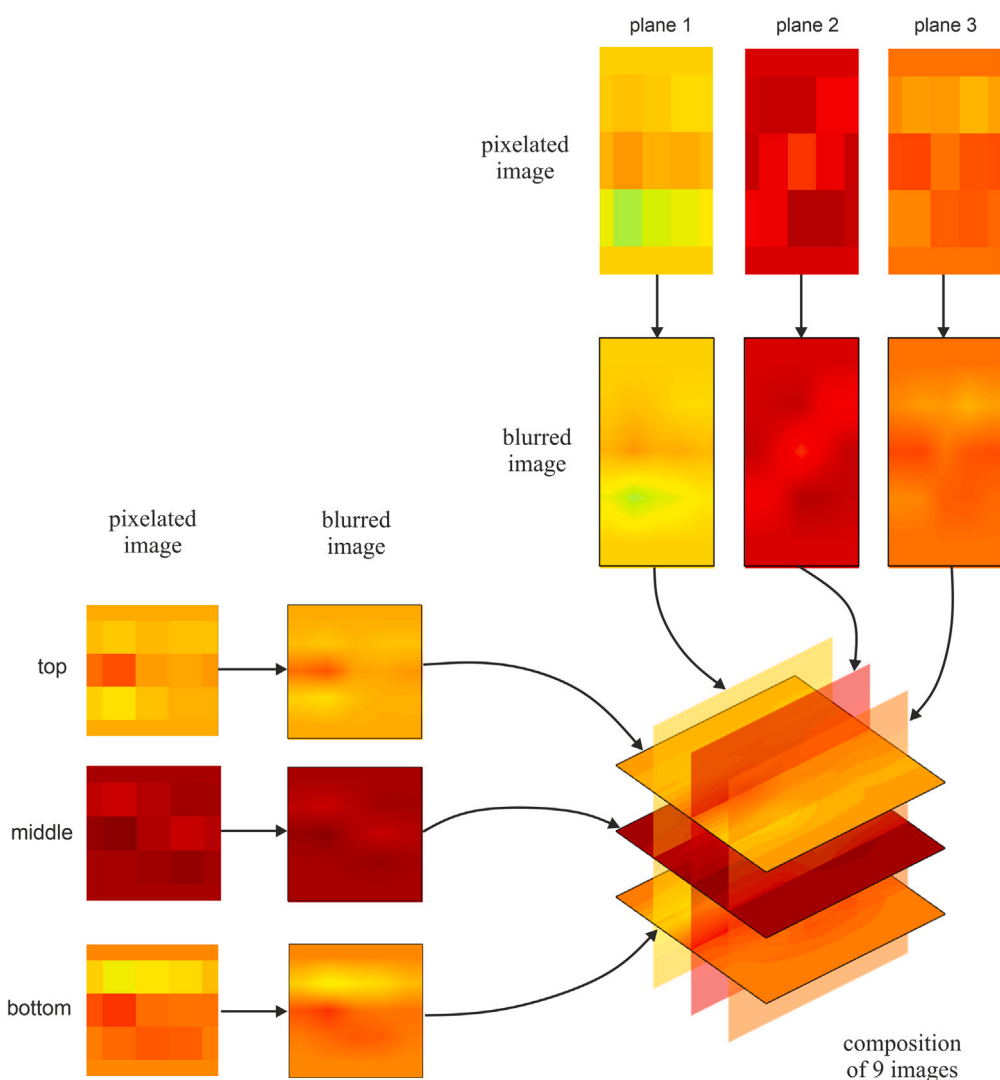 plane 1
plane 2
plane 3
pixelated
image
blurred
image
pixelated
image
blurred
image
top
middle
bottom
composition
of 9 images